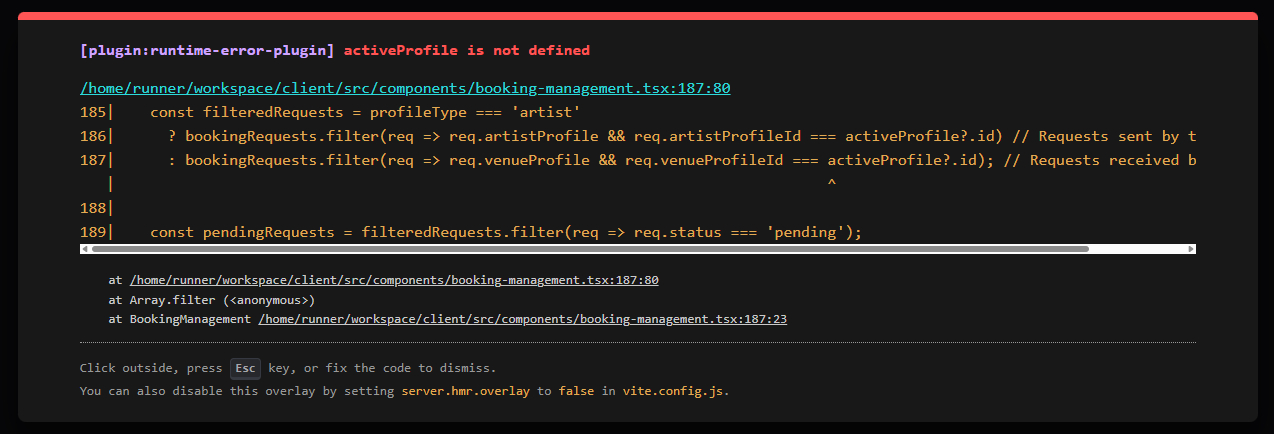 [plugin:runtime-error-plugin] activeProfile is not defined
/home/runner/workspace/client/src/components/booking-management.tsx:187:80
185|    const filteredRequests = profileType === 'artist'
186|      ? bookingRequests.filter(req => req.artistProfile && req.artistProfileId === activeProfile?.id) // Requests sent by t
187|      : bookingRequests.filter(req => req.venueProfile && req.venueProfileId === activeProfile?.id); // Requests received b
|                                                                                 ^
188|
189|    const pendingRequests = filteredRequests.filter(req => req.status === 'pending');
at /home/runner/workspace/client/src/components/booking-management.tsx:187:80
at Array.filter (<anonymous>)
at BookingManagement /home/runner/workspace/client/src/components/booking-management.tsx:187:23
Click outside, press Esc key, or fix the code to dismiss.
You can also disable this overlay by setting server.hmr.overlay to false in vite.config.js.